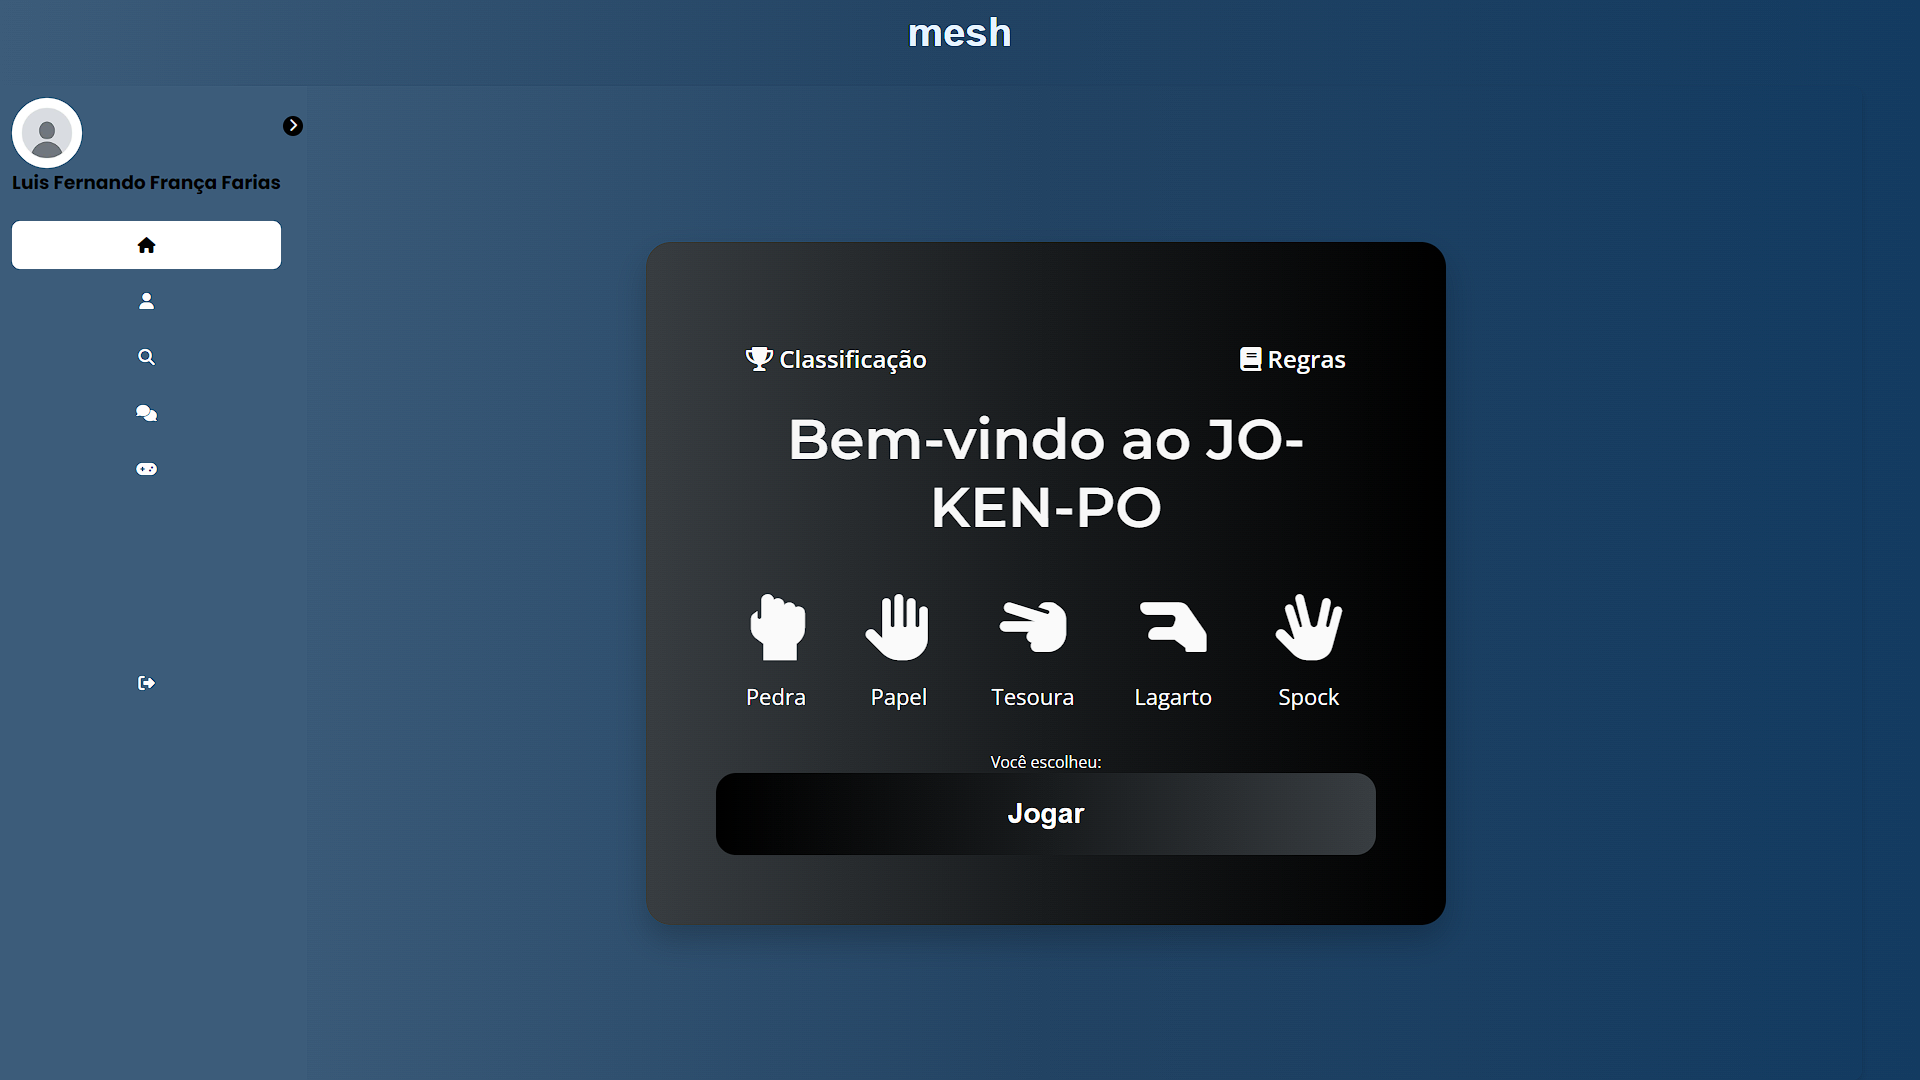 mesh
Luis Fernando França Farias
Classificação
Regras
Bem-vindo ao JO-
KEN-PO
Pedra
Papel
Tesoura
Lagarto
Spock
Você escolheu:
Jogar